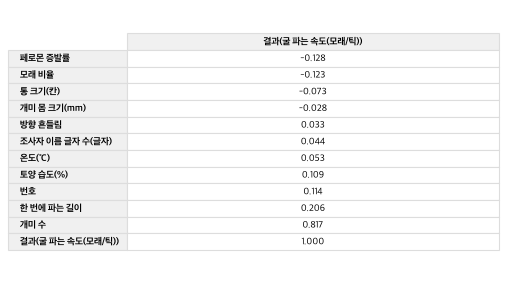 결과(굴 파는 속도(모래/틱))
페로몬 증발률 -0.128
모래 비율 -0.123
통 크기(칸) -0.073
개미 몸 크기(mm) -0.028
방향 흔들림 0.033
조사자 이름 글자 수(글자) 0.044
온도(℃) 0.053
토양 습도(%) 0.109
번호 0.114
한 번에 파는 길이 0.206
개미 수 0.817
결과(굴 파는 속도(모래/틱)) 1.000